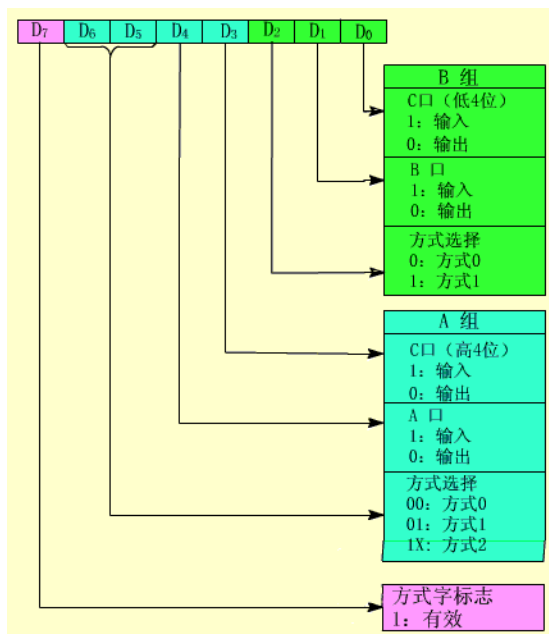 D7 D6 D5 D4 D3 D2 D1 D0
B 组
C口（低4位）
1：输入
0：输出
B 口
1：输入
0：输出
方式选择
0：方式0
1：方式1
A 组
C口（高4位）
1：输入
0：输出
A 口
1：输入
0：输出
方式选择
00：方式0
01：方式1
1X：方式2
方式字标志
1：有效